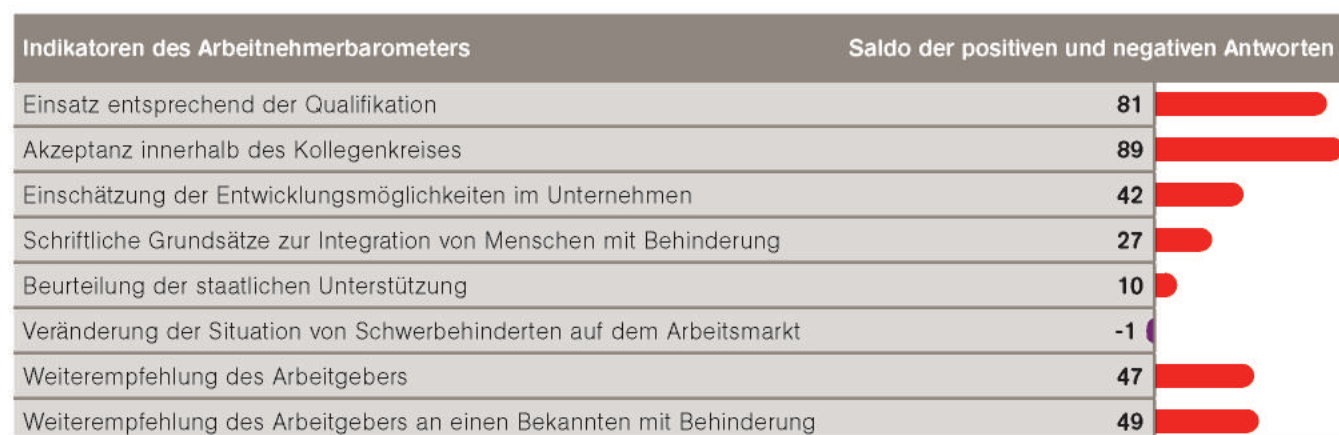 Indikatoren des Arbeitnehmerbarometers Saldo der positiven und negativen Antworten
Einsatz entsprechend der Qualifikation 81
Akzeptanz innerhalb des Kollegenkreises 89
Einschätzung der Entwicklungsmöglichkeiten im Unternehmen 42
Schriftliche Grundsätze zur Integration von Menschen mit Behinderung 27
Beurteilung der staatlichen Unterstützung 10
Veränderung der Situation von Schwerbehinderten auf dem Arbeitsmarkt -1
Weiterempfehlung des Arbeitgebers 47
Weiterempfehlung des Arbeitgebers an einen Bekannten mit Behinderung 49